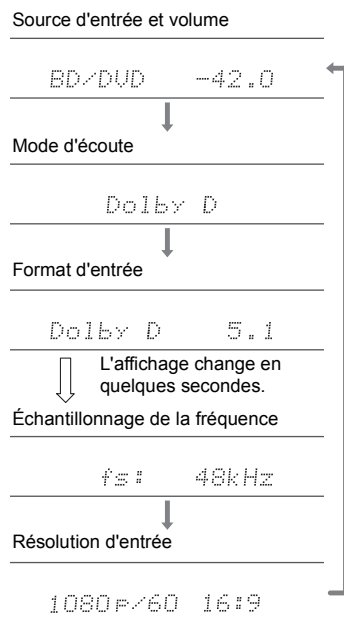 Source d'entrée et volume
BD/DVD -42.0
Mode d'écoute
Dolby D
Format d'entrée
Dolby D 5.1
L'affichage change en
quelques secondes.
Échantillonnage de la fréquence
fs: 48kHz
Résolution d'entrée
1080p/60 16:9